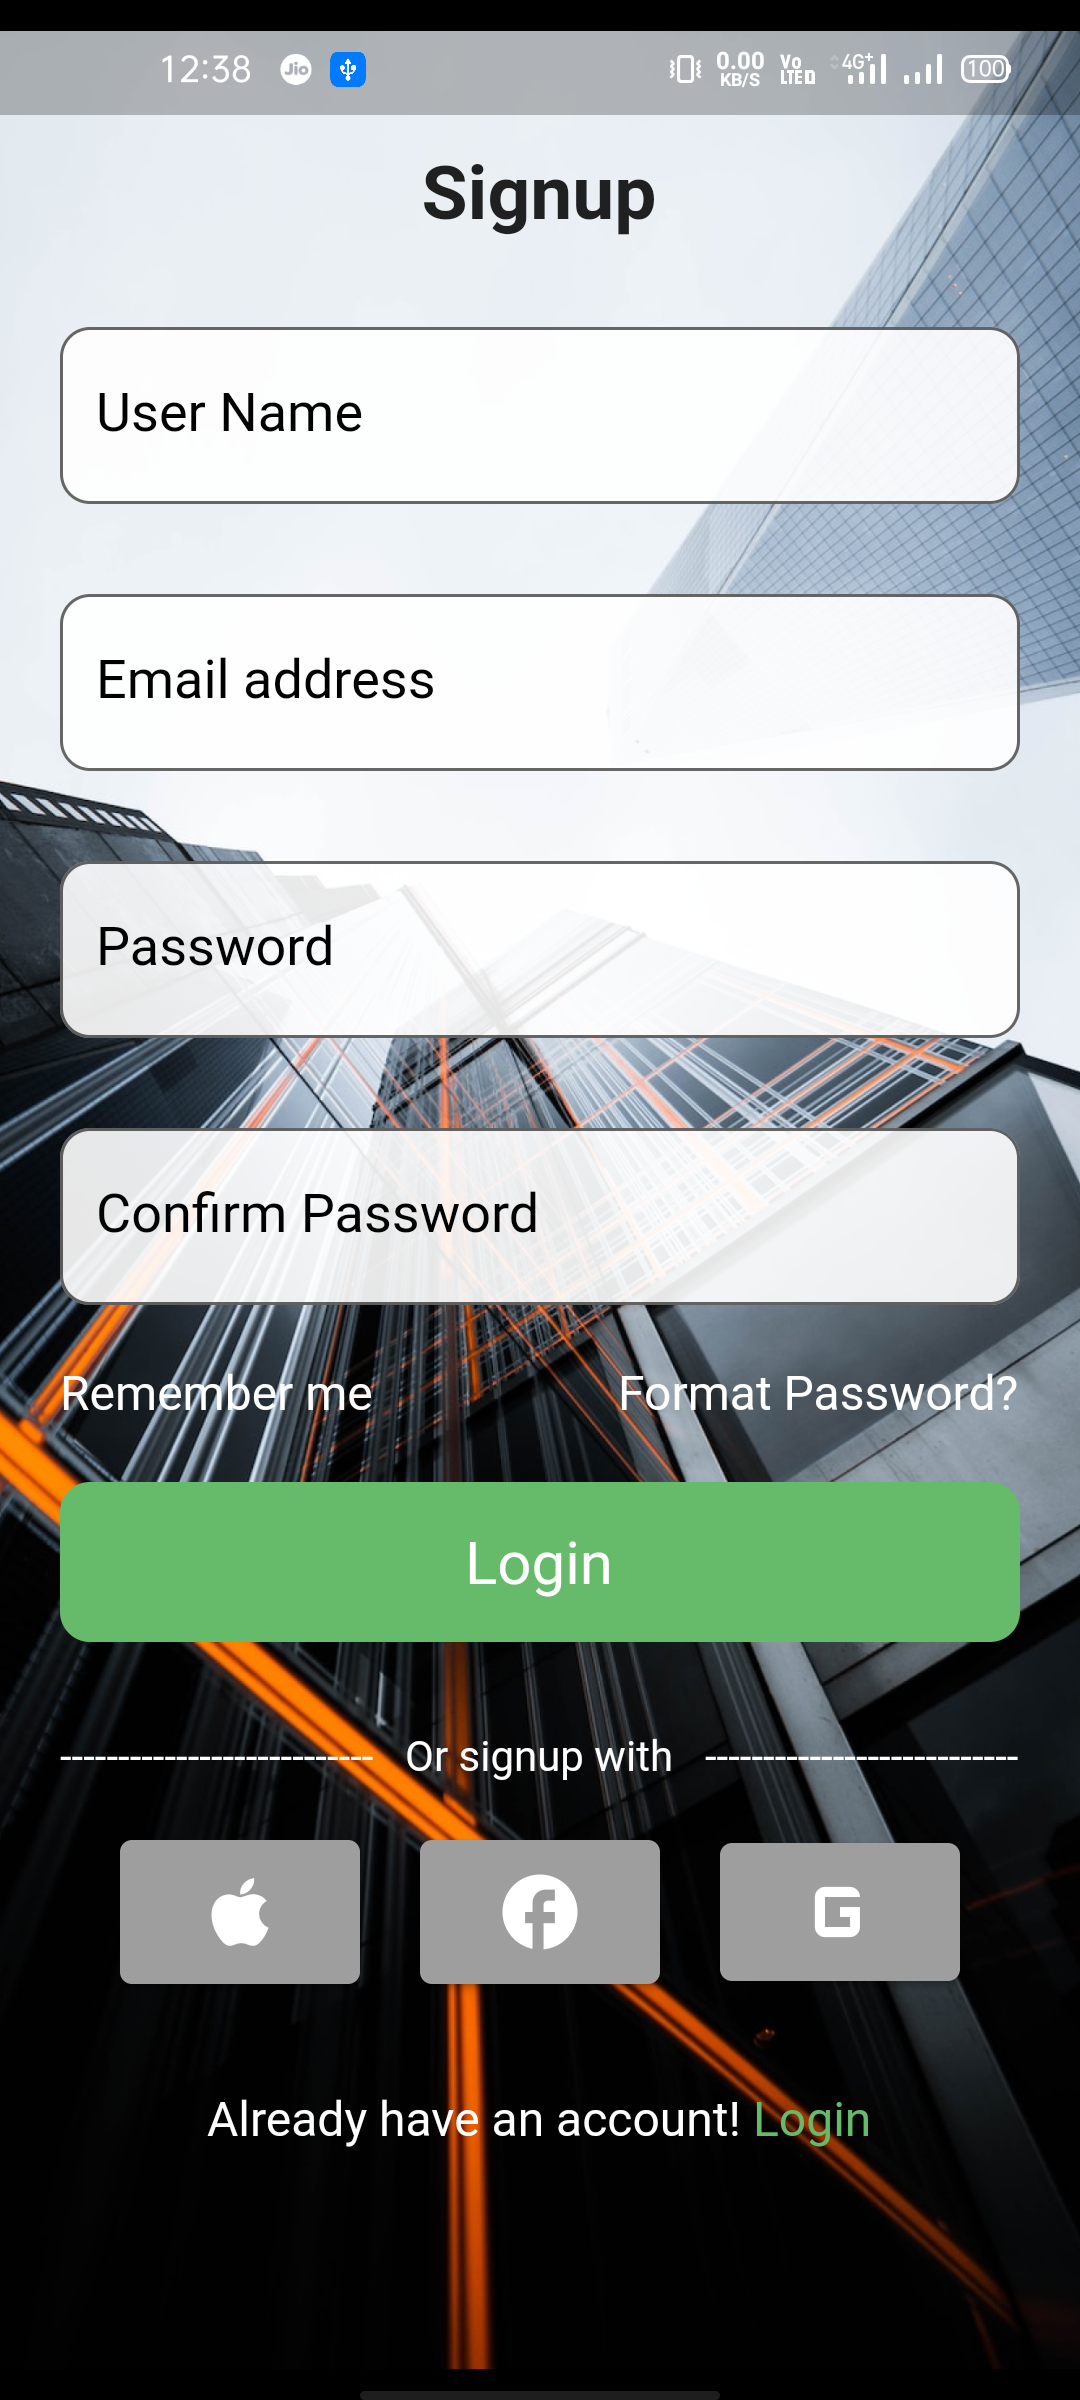 12:38 Jio 0.00 KB/S Vo LTE D 4G+ 100
Signup
User Name
Email address
Password
Confirm Password
Remember me Format Password?
Login
--------------------------- Or signup with ---------------------------
G
Already have an account! Login